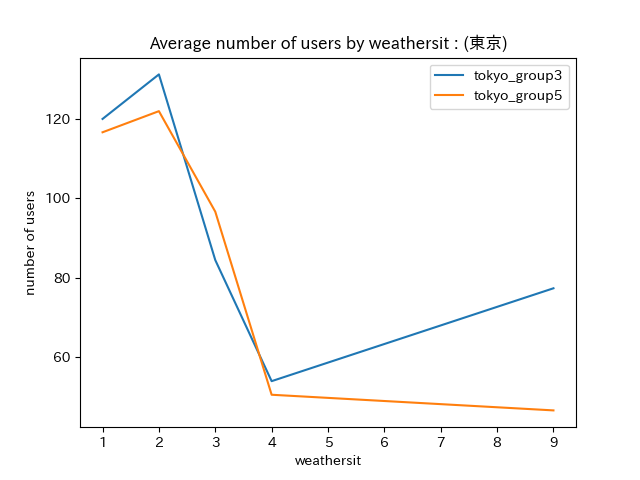 Average number of users by weathersit : (東京)
tokyo_group3
tokyo_group5
number of users
120
100
80
60
1 2 3 4 5 6 7 8 9
weathersit